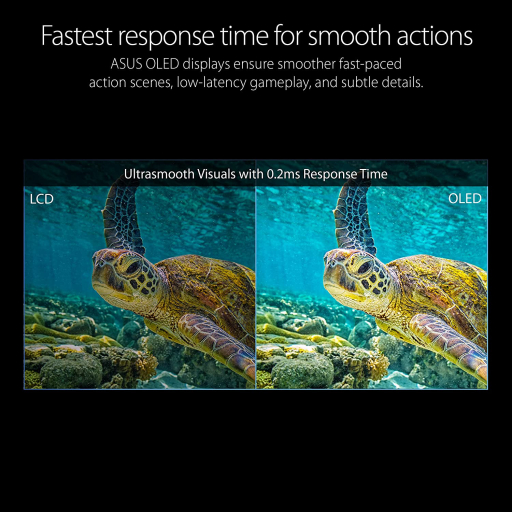 Fastest response time for smooth actions
ASUS OLED displays ensure smoother fast-paced
action scenes, low-latency gameplay, and subtle details.
Ultrasmooth Visuals with 0.2ms Response Time
LCD
OLED